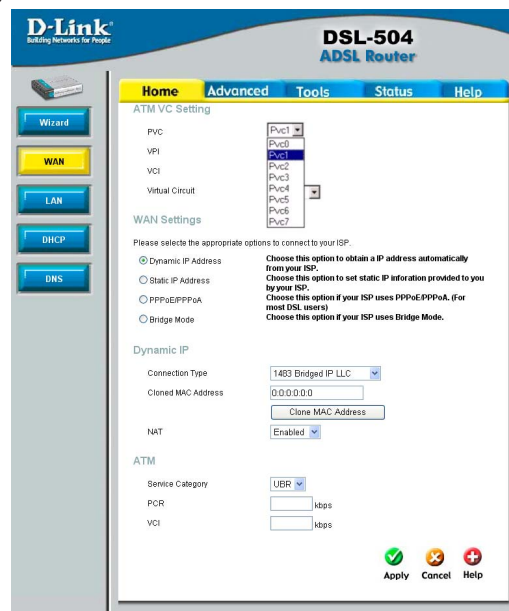 D-Link
Building Networks for People
DSL-504
ADSL Router
Home Advanced Tools Status Help
Wizard
WAN
LAN
DHCP
DNS
ATM VC Setting
PVC Pvc1
Pvc0
Pvc1
Pvc2
Pvc3
Pvc4
Pvc5
Pvc6
Pvc7
VPI
VCI
Virtual Circuit
WAN Settings
Please selecte the appropriate options to connect to your ISP.
Dynamic IP Address Choose this option to obtain a IP address automatically
from your ISP.
Static IP Address Choose this option to set static IP inforation provided to you
by your ISP.
PPPoE/PPPoA Choose this option if your ISP uses PPPoE/PPPoA. (For
most DSL users)
Bridge Mode Choose this option if your ISP uses Bridge Mode.
Dynamic IP
Connection Type 1483 Bridged IP LLC
Cloned MAC Address 0:0:0:0:0:0
Clone MAC Address
NAT Enabled
ATM
Service Category UBR
PCR kbps
VCI kbps
Apply Cancel Help